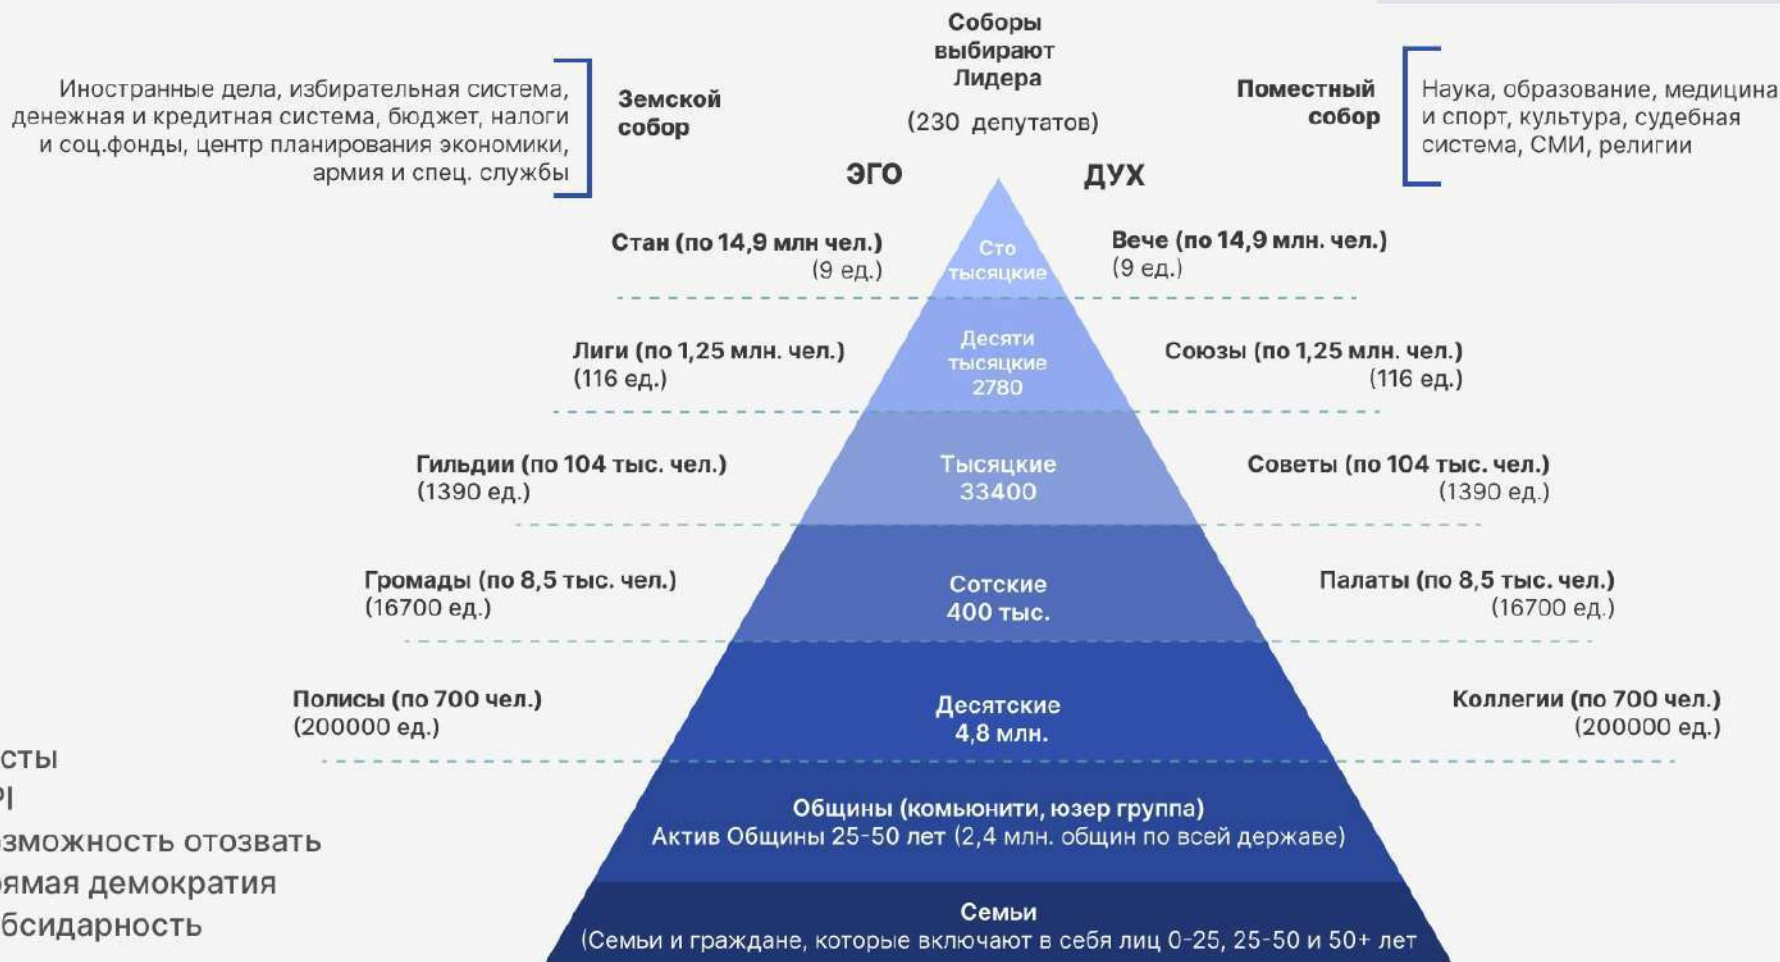 Соборы
выбирают
Лидера
(230 депутатов)
Иностранные дела, избирательная система,
денежная и кредитная система, бюджет, налоги
и соц.фонды, центр планирования экономики,
армия и спец. службы
Земской
собор
Поместный
собор
Наука, образование, медицина
и спорт, культура, судебная
система, СМИ, религии
ЭГО
ДУХ
Стан (по 14,9 млн чел.)
(9 ед.)
Сто
тысяцкие
Вече (по 14,9 млн. чел.)
(9 ед.)
Лиги (по 1,25 млн. чел.)
(116 ед.)
Десяти
тысяцкие
2780
Союзы (по 1,25 млн. чел.)
(116 ед.)
Гильдии (по 104 тыс. чел.)
(1390 ед.)
Тысяцкие
33400
Советы (по 104 тыс. чел.)
(1390 ед.)
Громады (по 8,5 тыс. чел.)
(16700 ед.)
Сотские
400 тыс.
Палаты (по 8,5 тыс. чел.)
(16700 ед.)
Полисы (по 700 чел.)
(200000 ед.)
Десятские
4,8 млн.
Коллегии (по 700 чел.)
(200000 ед.)
сты
PI
озможность отозвать
рямая демократия
бсидарность
Общины (комьюнити, юзер группа)
Актив Общины 25-50 лет (2,4 млн. общин по всей державе)
Семьи
(Семьи и граждане, которые включают в себя лиц 0-25, 25-50 и 50+ лет